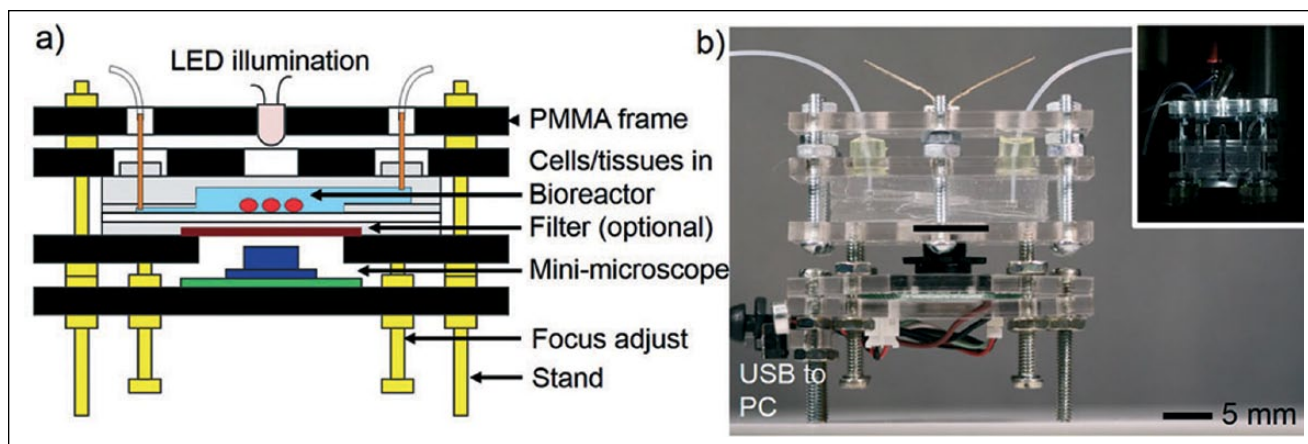 a)
LED illumination
PMMA frame
Cells/tissues in
Bioreactor
Filter (optional)
Mini-microscope
Focus adjust
Stand
b)
USB to
PC
5 mm